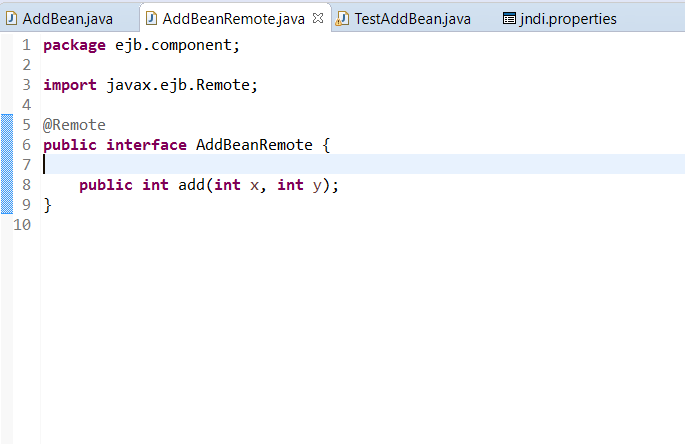 AddBean.java AddBeanRemote.java TestAddBean.java jndi.properties
1 package ejb.component;
2
3 import javax.ejb.Remote;
4
5 @Remote
6 public interface AddBeanRemote {
7
8     public int add(int x, int y);
9 }
10